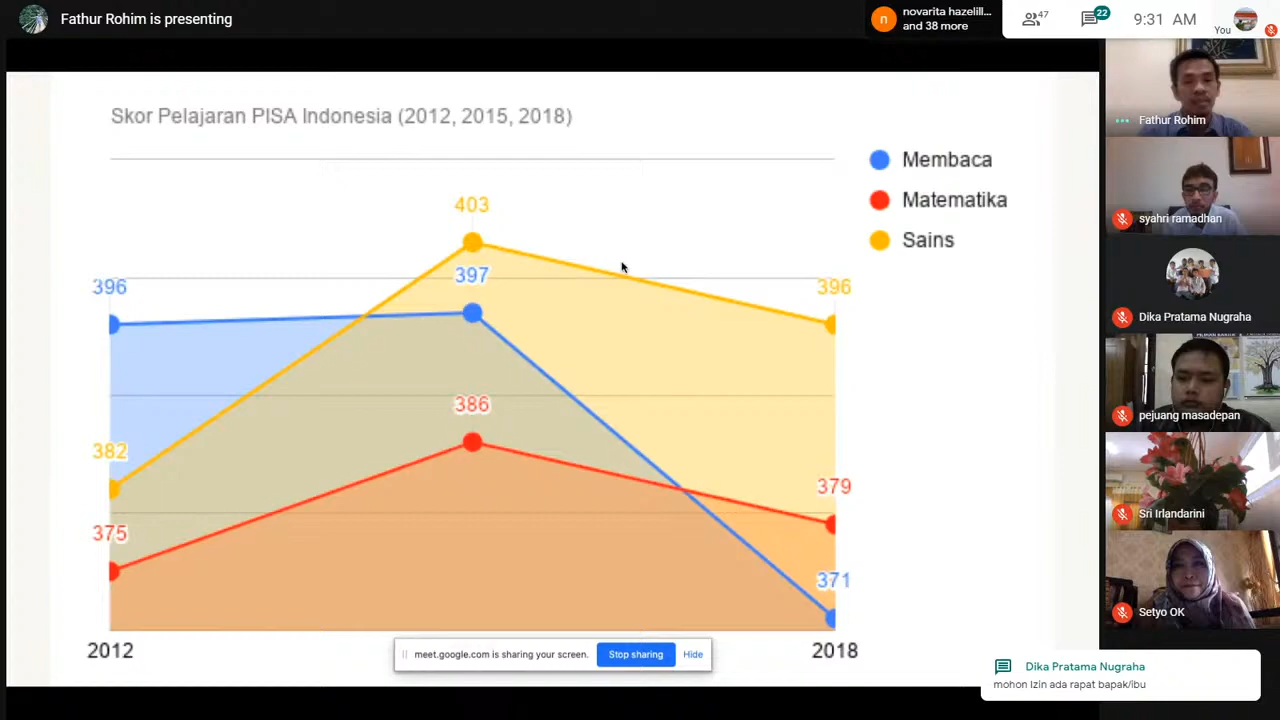 Fathur Rohim is presenting
n
novarita hazelill...
and 38 more
47
22
9:31 AM
You
Skor Pelajaran PISA Indonesia (2012, 2015, 2018)
Membaca
Matematika
Sains
403
397
396
396
386
382
379
375
371
2012
2018
meet.google.com is sharing your screen.
Stop sharing
Hide
Fathur Rohim
syahri ramadhan
Dika Pratama Nugraha
pejuang masadepan
Sri Irlandarini
Setyo OK
Dika Pratama Nugraha
mohon Izin ada rapat bapak/ibu